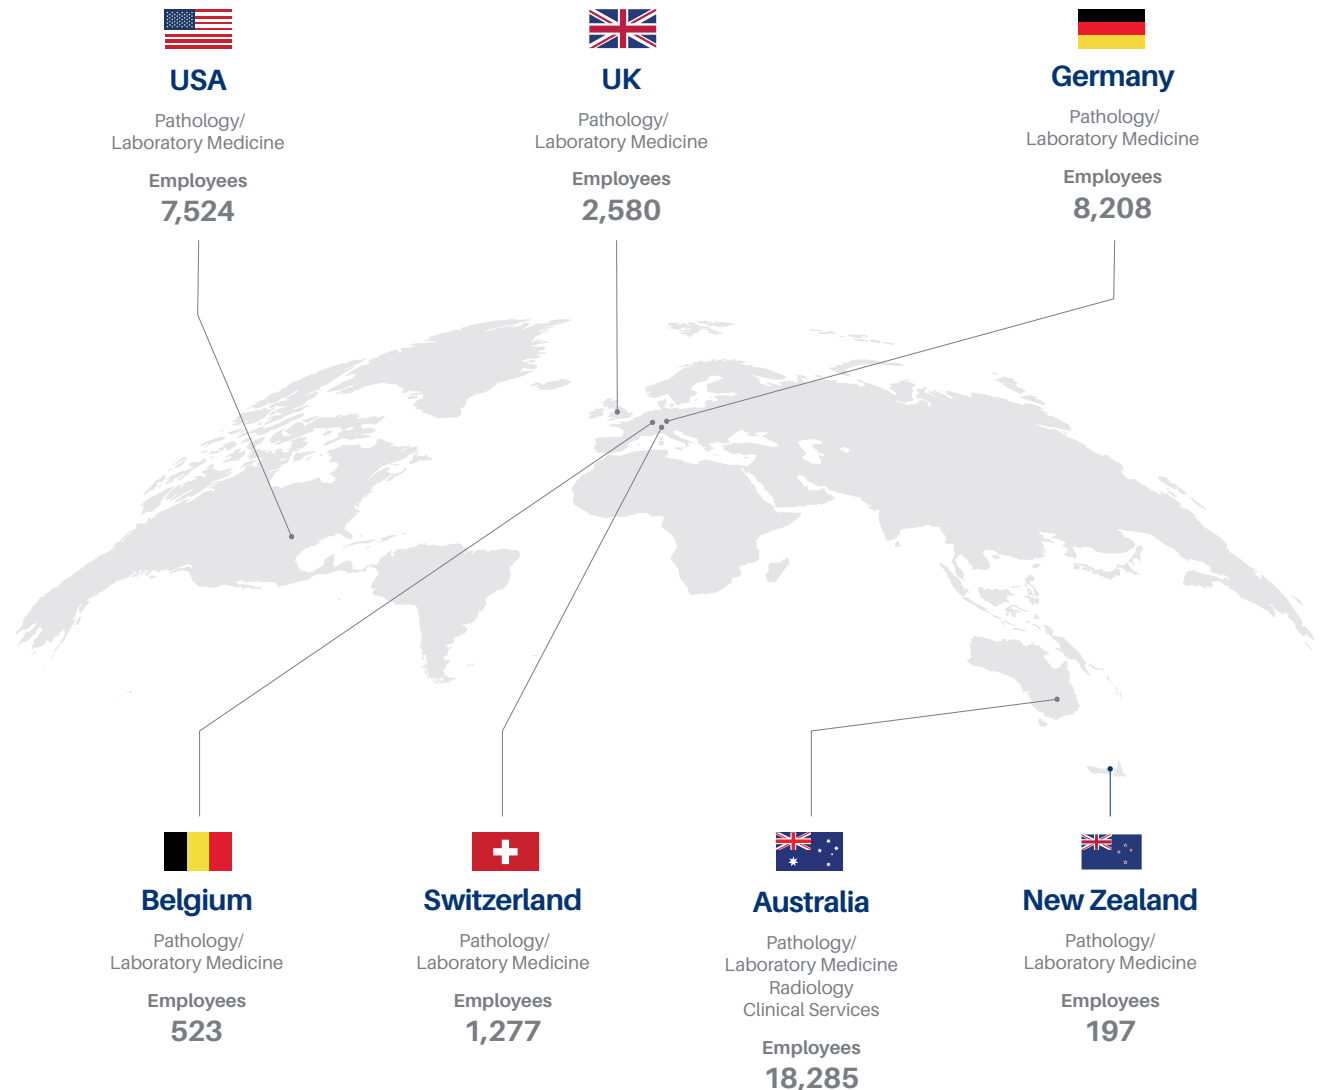 USA
Pathology/
Laboratory Medicine
Employees
7,524
UK
Pathology/
Laboratory Medicine
Employees
2,580
Germany
Pathology/
Laboratory Medicine
Employees
8,208
Belgium
Pathology/
Laboratory Medicine
Employees
523
Switzerland
Pathology/
Laboratory Medicine
Employees
1,277
Australia
Pathology/
Laboratory Medicine
Radiology
Clinical Services
Employees
18,285
New Zealand
Pathology/
Laboratory Medicine
Employees
197